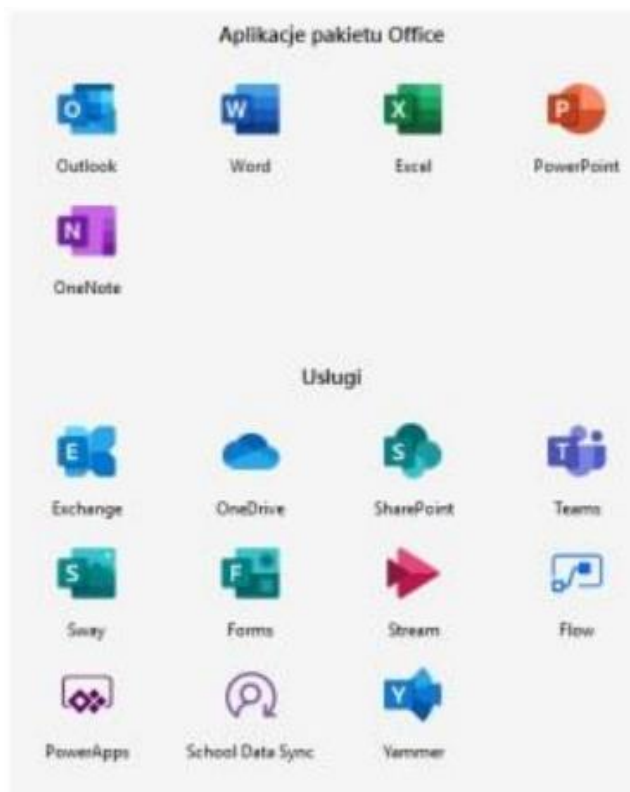 Aplikacje pakietu Office
O W X P
Outlook Word Excel PowerPoint
N
OneNote
Usługi
E S T
Exchange OneDrive SharePoint Teams
S F
Sway Forms Stream Flow
Y
PowerApps School Data Sync Yammer